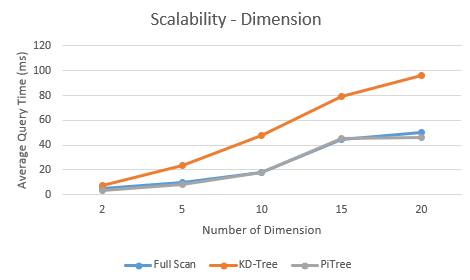 Scalability - Dimension
120
100
80
60
40
20
0
Average Query Time (ms)
2 5 10 15 20
Number of Dimension
Full Scan KD-Tree PiTree